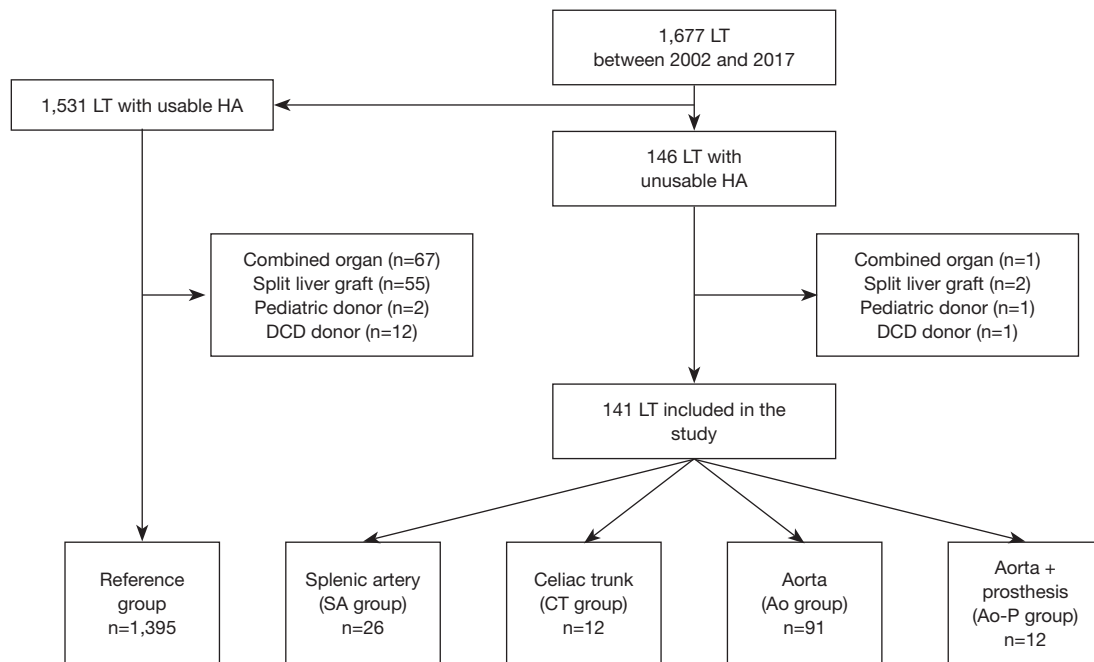 1,677 LT
between 2002 and 2017
1,531 LT with usable HA
146 LT with
unusable HA
Combined organ (n=67)
Split liver graft (n=55)
Pediatric donor (n=2)
DCD donor (n=12)
Combined organ (n=1)
Split liver graft (n=2)
Pediatric donor (n=1)
DCD donor (n=1)
141 LT included in the
study
Reference
group
n=1,395
Splenic artery
(SA group)
n=26
Celiac trunk
(CT group)
n=12
Aorta
(Ao group)
n=91
Aorta +
prosthesis
(Ao-P group)
n=12